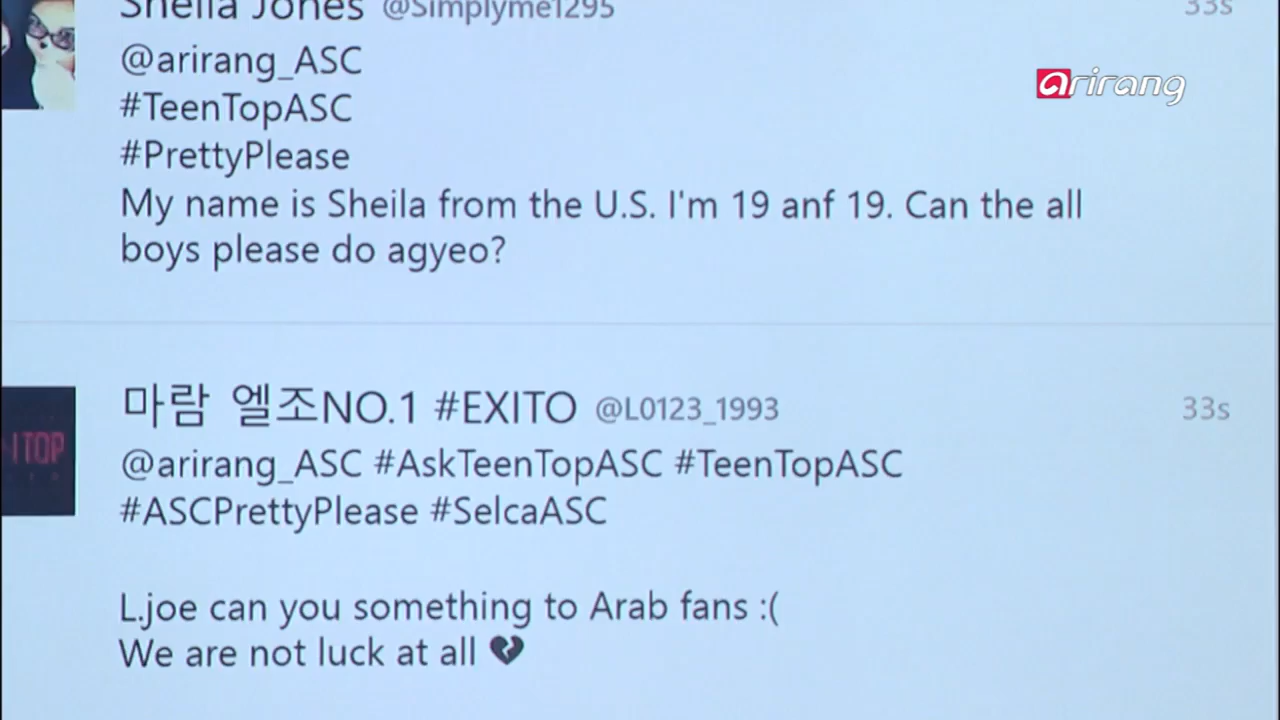 Sheila Jones @Simplyme1295 33s
arirang
@arirang_ASC
#TeenTopASC
#PrettyPlease
My name is Sheila from the U.S. I'm 19 anf 19. Can the all
boys please do agyeo?
마람 엘조NO.1 #EXITO @L0123_1993 33s
@arirang_ASC #AskTeenTopASC #TeenTopASC
ITOP
#ASCPrettyPlease #SelcaASC
L.joe can you something to Arab fans :(
We are not luck at all 💔